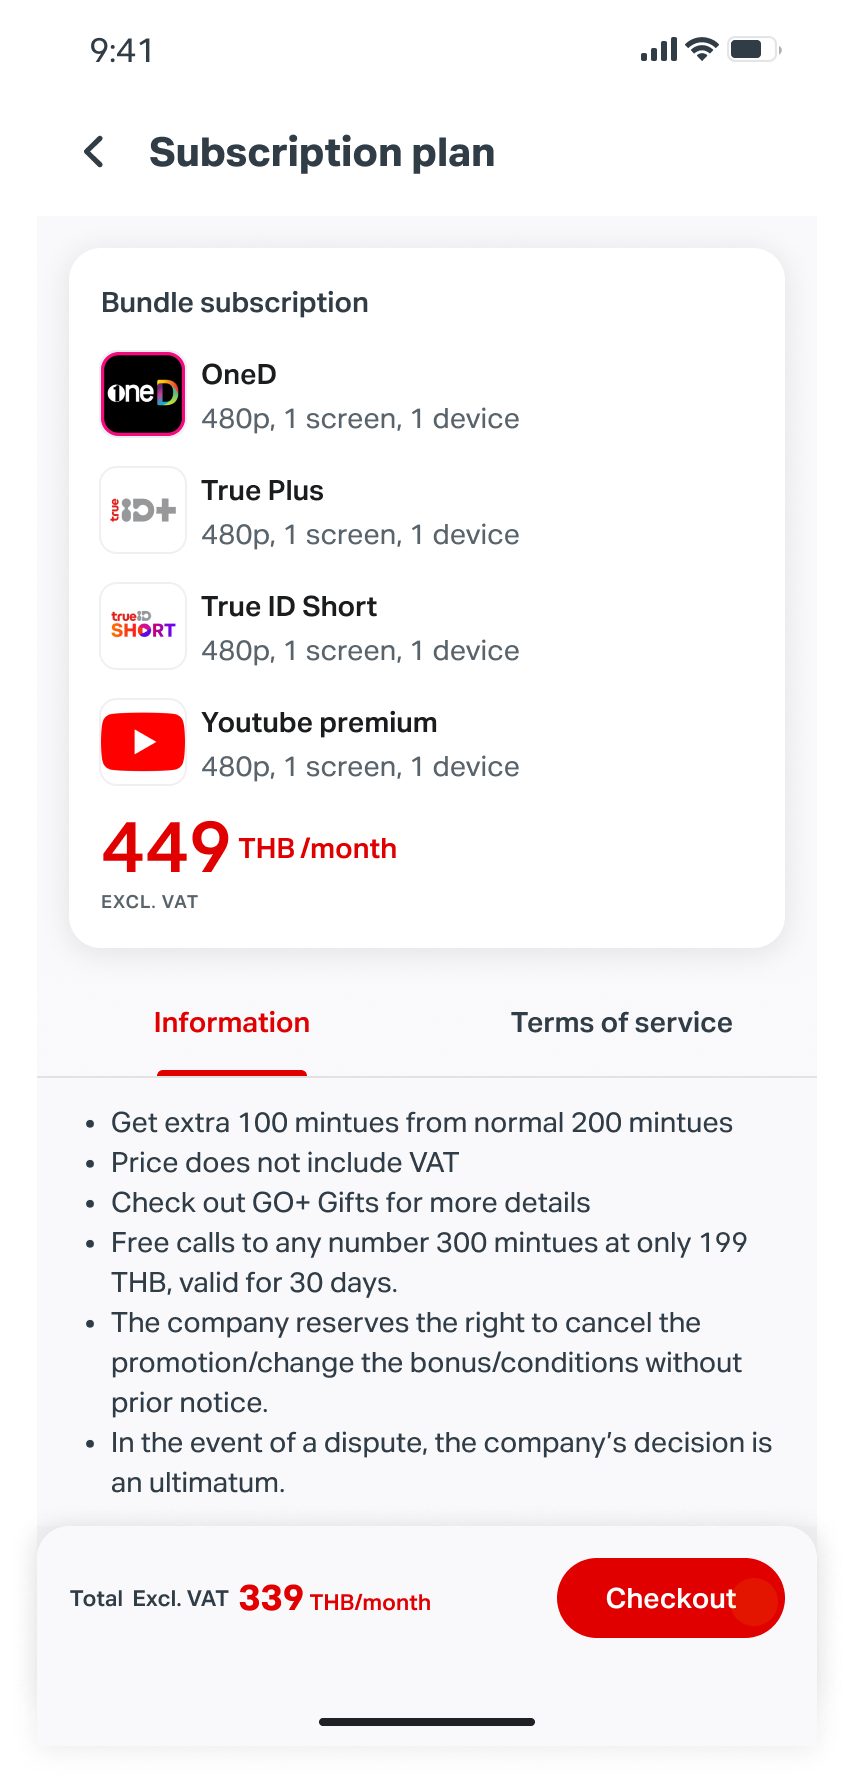 9:41
Subscription plan
Bundle subscription
oneD
OneD
480p, 1 screen, 1 device
true ID+
True Plus
480p, 1 screen, 1 device
trueID
SHORT
True ID Short
480p, 1 screen, 1 device
Youtube premium
480p, 1 screen, 1 device
449 THB /month
EXCL. VAT
Information Terms of service
• Get extra 100 mintues from normal 200 mintues
• Price does not include VAT
• Check out GO+ Gifts for more details
• Free calls to any number 300 mintues at only 199
THB, valid for 30 days.
• The company reserves the right to cancel the
promotion/change the bonus/conditions without
prior notice.
• In the event of a dispute, the company’s decision is
an ultimatum.
Total Excl. VAT 339 THB/month Checkout